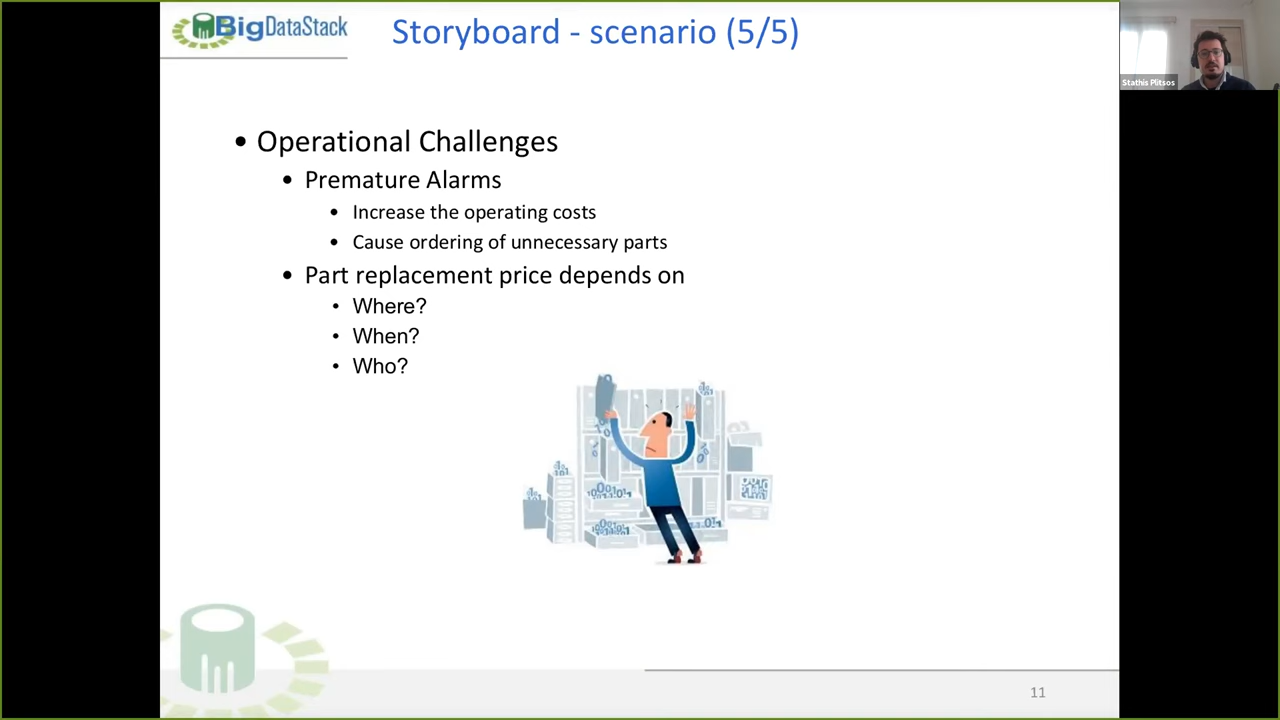 BigDataStack
Storyboard - scenario (5/5)
Stathis Plitsos
• Operational Challenges
• Premature Alarms
• Increase the operating costs
• Cause ordering of unnecessary parts
• Part replacement price depends on
• Where?
• When?
• Who?
11